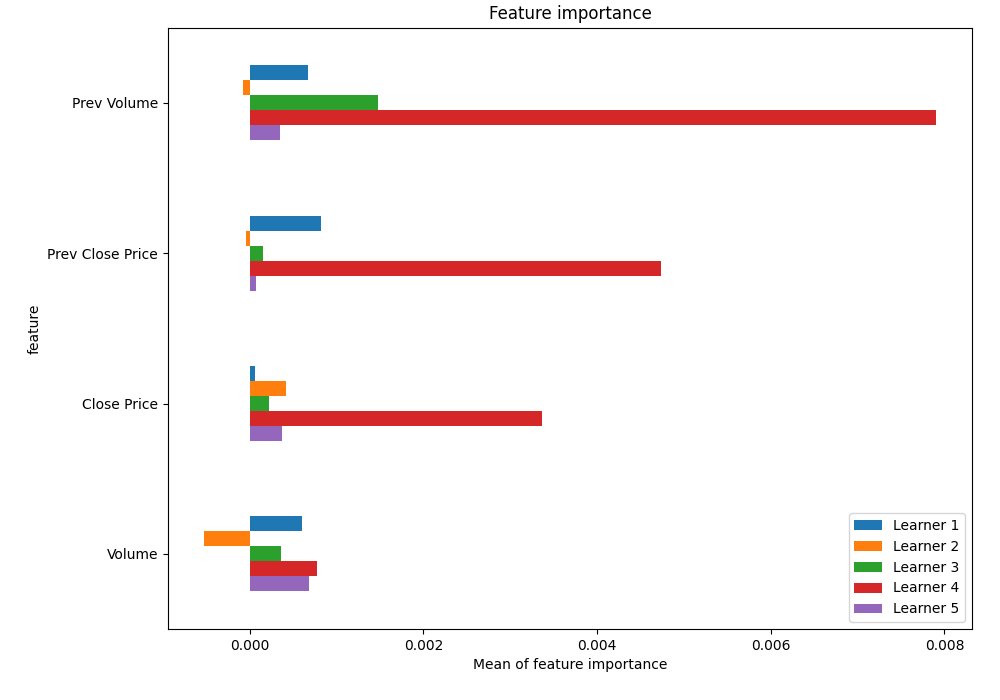 Feature importance
Prev Volume
Prev Close Price
Close Price
Volume
feature
Learner 1
Learner 2
Learner 3
Learner 4
Learner 5
0.000 0.002 0.004 0.006 0.008
Mean of feature importance